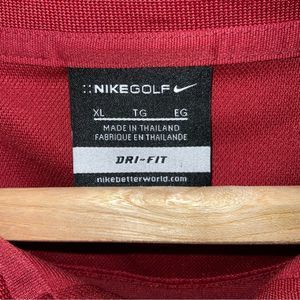 NIKEGOLF
XL TG EG
MADE IN THAILAND
FABRIQUE EN THAILANDE
DRI-FIT
nikebetterworld.com